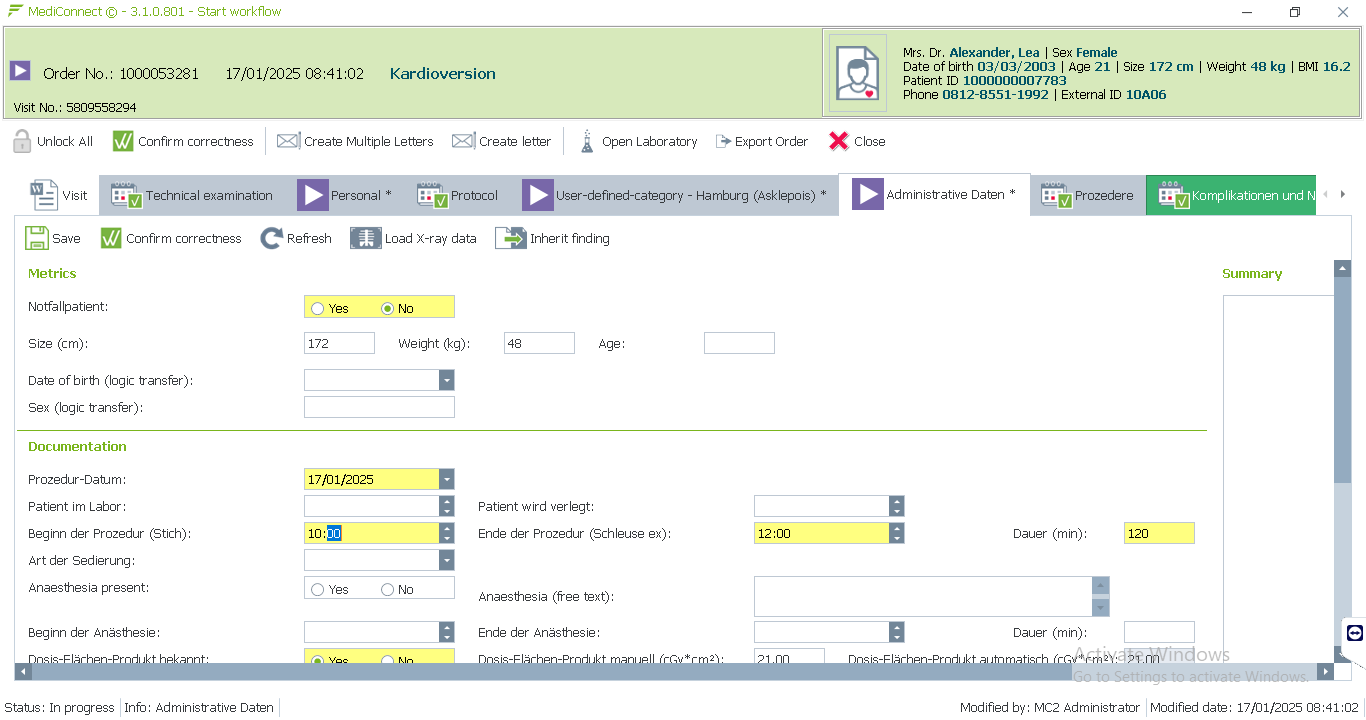 MediConnect © - 3.1.0.801 - Start workflow
Order No.: 1000053281 17/01/2025 08:41:02 Kardioversion
Visit No.: 5809558294
Mrs. Dr. Alexander, Lea | Sex Female
Date of birth 03/03/2003 | Age 21 | Size 172 cm | Weight 48 kg | BMI 16.2
Patient ID 1000000007783
Phone 0812-8551-1992 | External ID 10A06
Unlock All Confirm correctness Create Multiple Letters Create letter Open Laboratory Export Order Close
Visit Technical examination Personal * Protocol User-defined-category - Hamburg (Asklepois) * Administrative Daten * Prozedere Komplikationen und N
Save Confirm correctness Refresh Load X-ray data Inherit finding
Metrics Summary
Notfallpatient: Yes No
Size (cm): 172 Weight (kg): 48 Age:
Date of birth (logic transfer):
Sex (logic transfer):
Documentation
Prozedur-Datum: 17/01/2025
Patient im Labor: Patient wird verlegt:
Beginn der Prozedur (Stich): 10:00 Ende der Prozedur (Schleuse ex): 12:00 Dauer (min): 120
Art der Sedierung:
Anaesthesia present: Yes No Anaesthesia (free text):
Beginn der Anästhesie: Ende der Anästhesie: Dauer (min):
Dosis-Flächen-Produkt bekannt: Yes No Dosis-Flächen-Produkt manuell (cGy*cm²): 21.00 Dosis-Flächen-Produkt automatisch (cGy*cm²): 21.00
Activate Windows
Go to Settings to activate Windows.
Status: In progress Info: Administrative Daten Modified by: MC2 Administrator Modified date: 17/01/2025 08:41:02